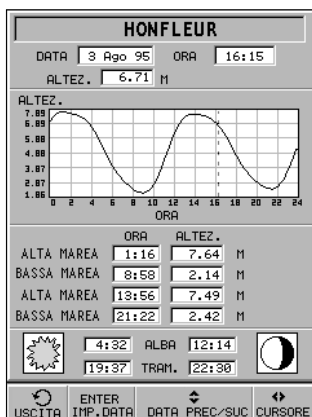 HONFLEUR
DATA 3 Ago 95 ORA 16:15
ALTEZ. 6.71 M
ALTEZ.
7.89
6.89
5.88
4.88
3.87
2.87
1.86
0 2 4 6 8 10 12 14 16 18 20 22 24
ORA
ORA ALTEZ.
ALTA MAREA 1:16 7.64 M
BASSA MAREA 8:58 2.14 M
ALTA MAREA 13:56 7.49 M
BASSA MAREA 21:22 2.42 M
4:32 ALBA 12:14
19:37 TRAM. 22:30
USCITA ENTER IMP.DATA DATA PREC/SUC CURSORE